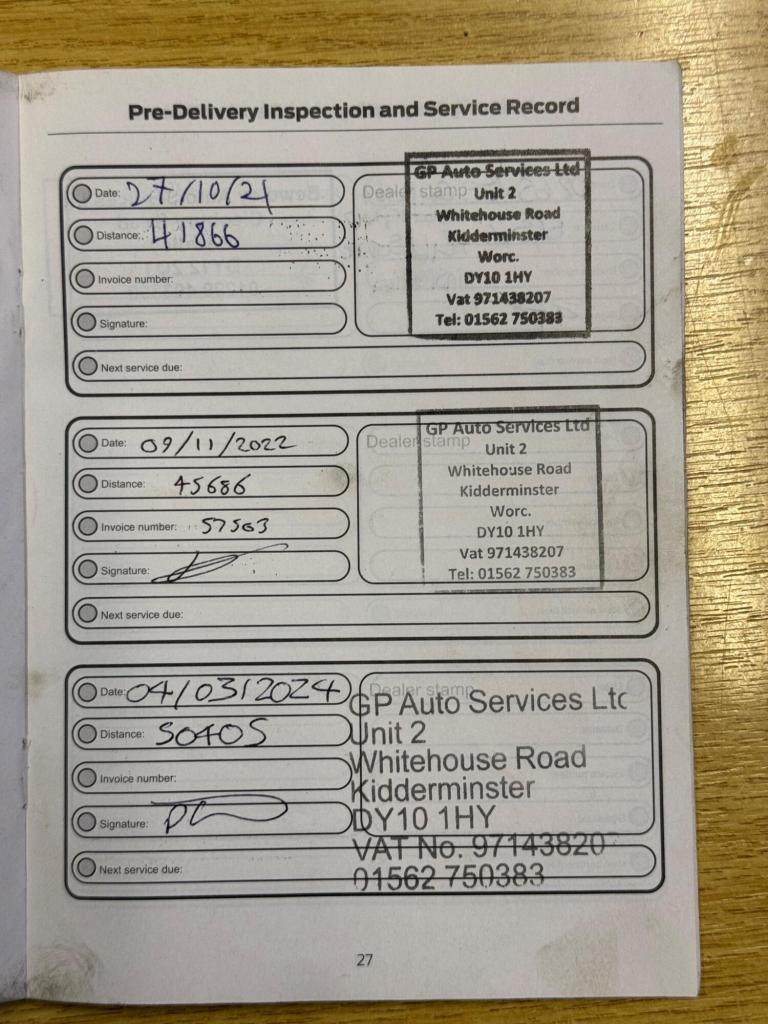 Pre-Delivery Inspection and Service Record
Date: 27/10/21
Distance: 41866
Invoice number:
Signature:
Next service due:
Dealer stamp
GP Auto Services Ltd
Unit 2
Whitehouse Road
Kidderminster
Worc.
DY10 1HY
Vat 971438207
Tel: 01562 750383
Date: 09/11/2022
Distance: 45686
Invoice number: 57563
Signature:
Next service due:
Dealer stamp
GP Auto Services Ltd
Unit 2
Whitehouse Road
Kidderminster
Worc.
DY10 1HY
Vat 971438207
Tel: 01562 750383
Date: 04/03/2024
Distance: 50405
Invoice number:
Signature:
Next service due:
Dealer stamp
GP Auto Services Ltd
Unit 2
Whitehouse Road
Kidderminster
DY10 1HY
VAT No. 971438207
01562 750383
27